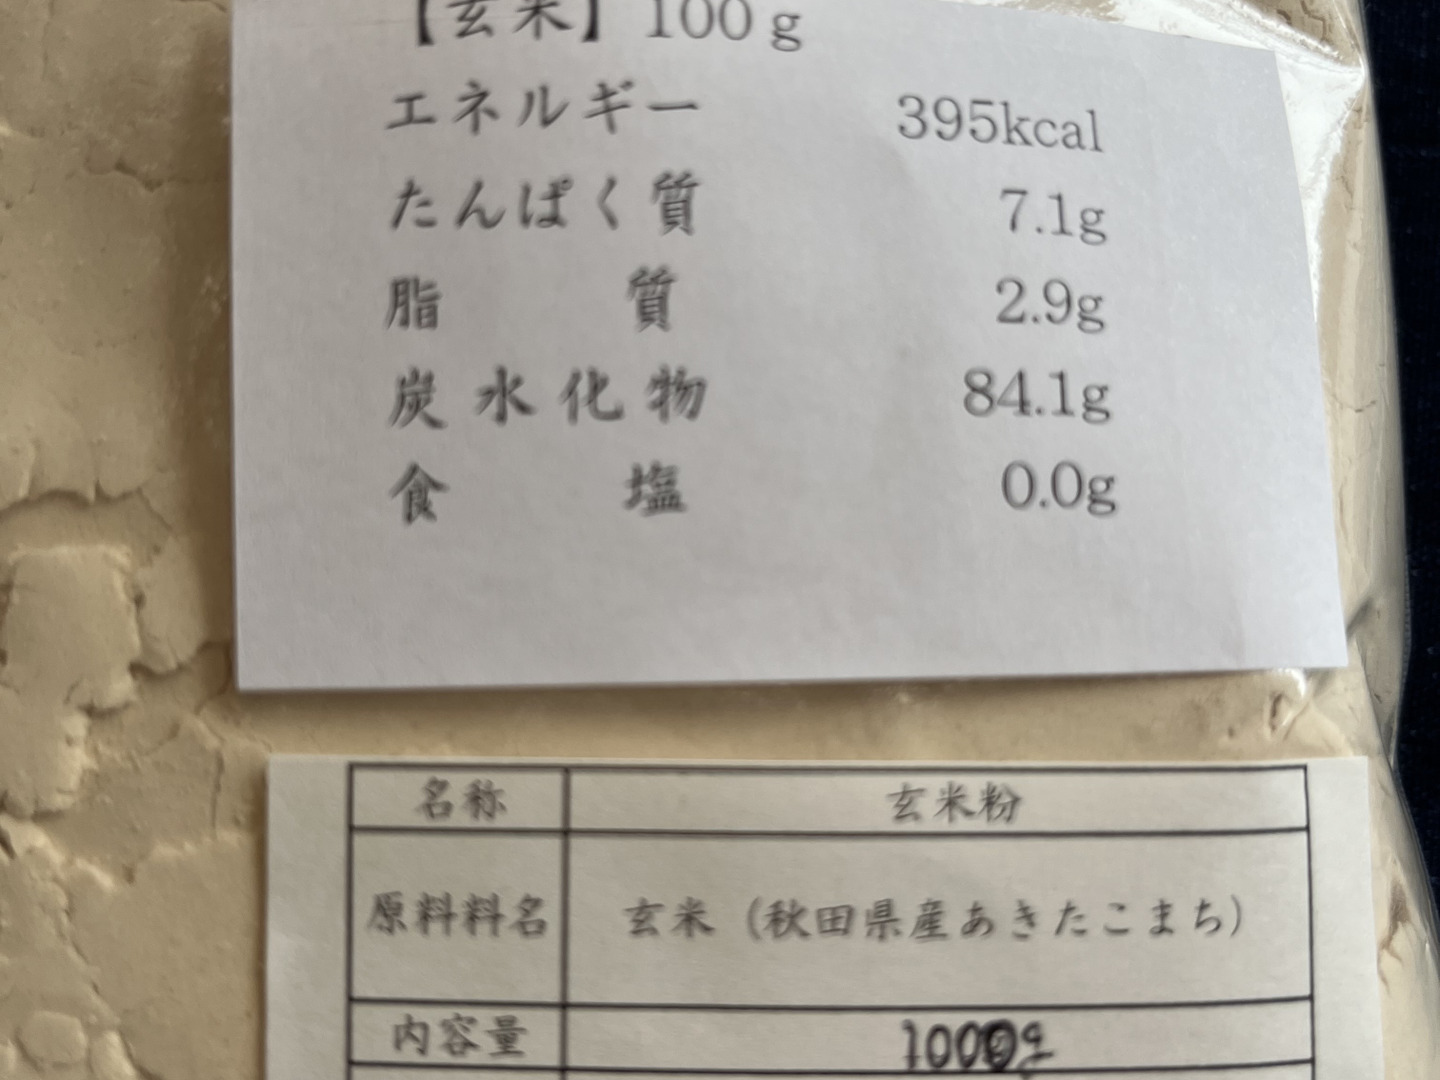 【玄米】100g
エネルギー 395kcal
たんぱく質 7.1g
脂質 2.9g
炭水化物 84.1g
食塩 0.0g
名称 玄米粉
原料料名 玄米（秋田県産あきたこまち）
内容量 1000g